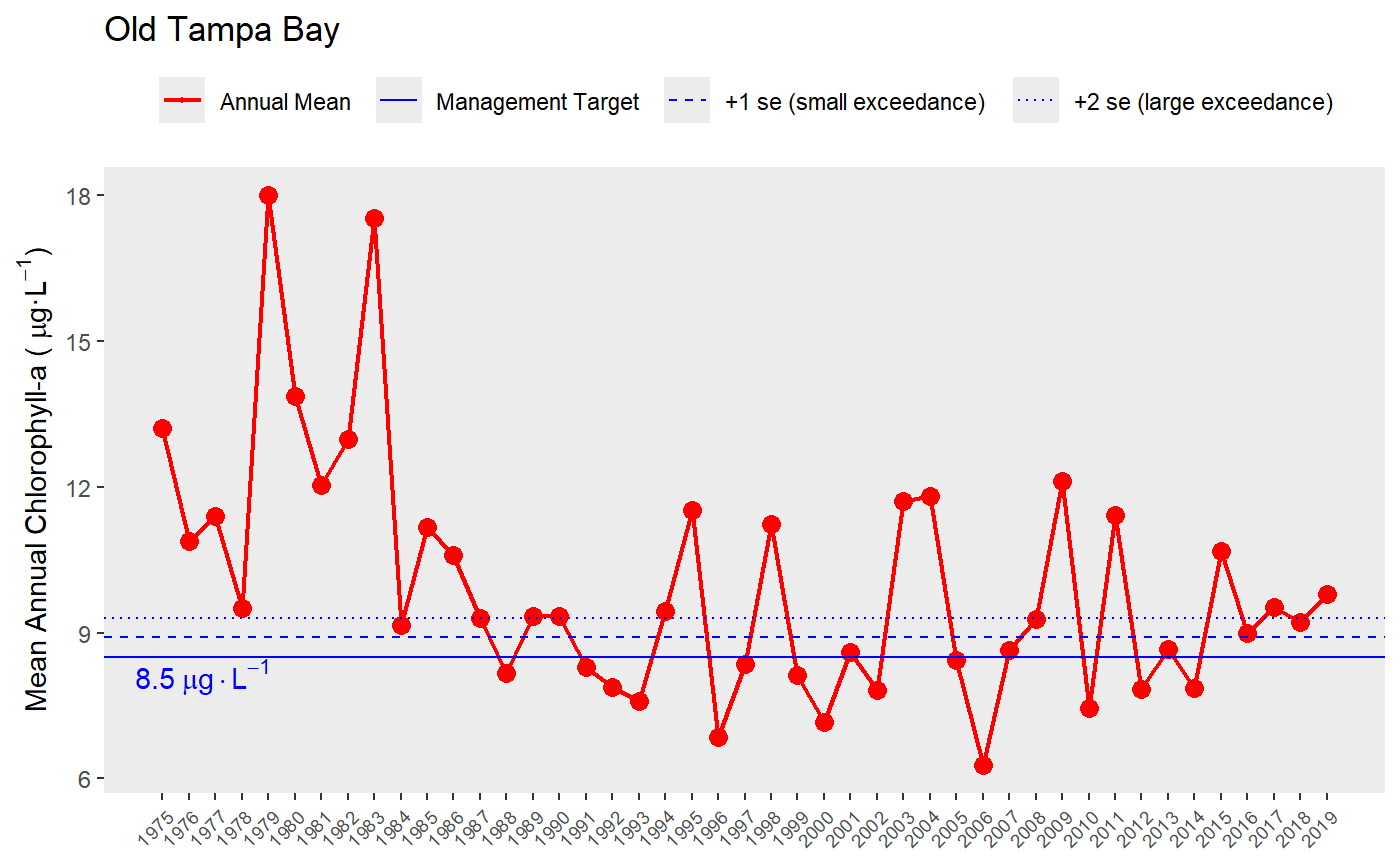 Old Tampa Bay
Annual Mean Management Target +1 se (small exceedance) +2 se (large exceedance)
Mean Annual Chlorophyll-a ( μg·L⁻¹)
18
15
12
9
6
8.5 μg·L⁻¹
1975 1976 1977 1978 1979 1980 1981 1982 1983 1984 1985 1986 1987 1988 1989 1990 1991 1992 1993 1994 1995 1996 1997 1998 1999 2000 2001 2002 2003 2004 2005 2006 2007 2008 2009 2010 2011 2012 2013 2014 2015 2016 2017 2018 2019